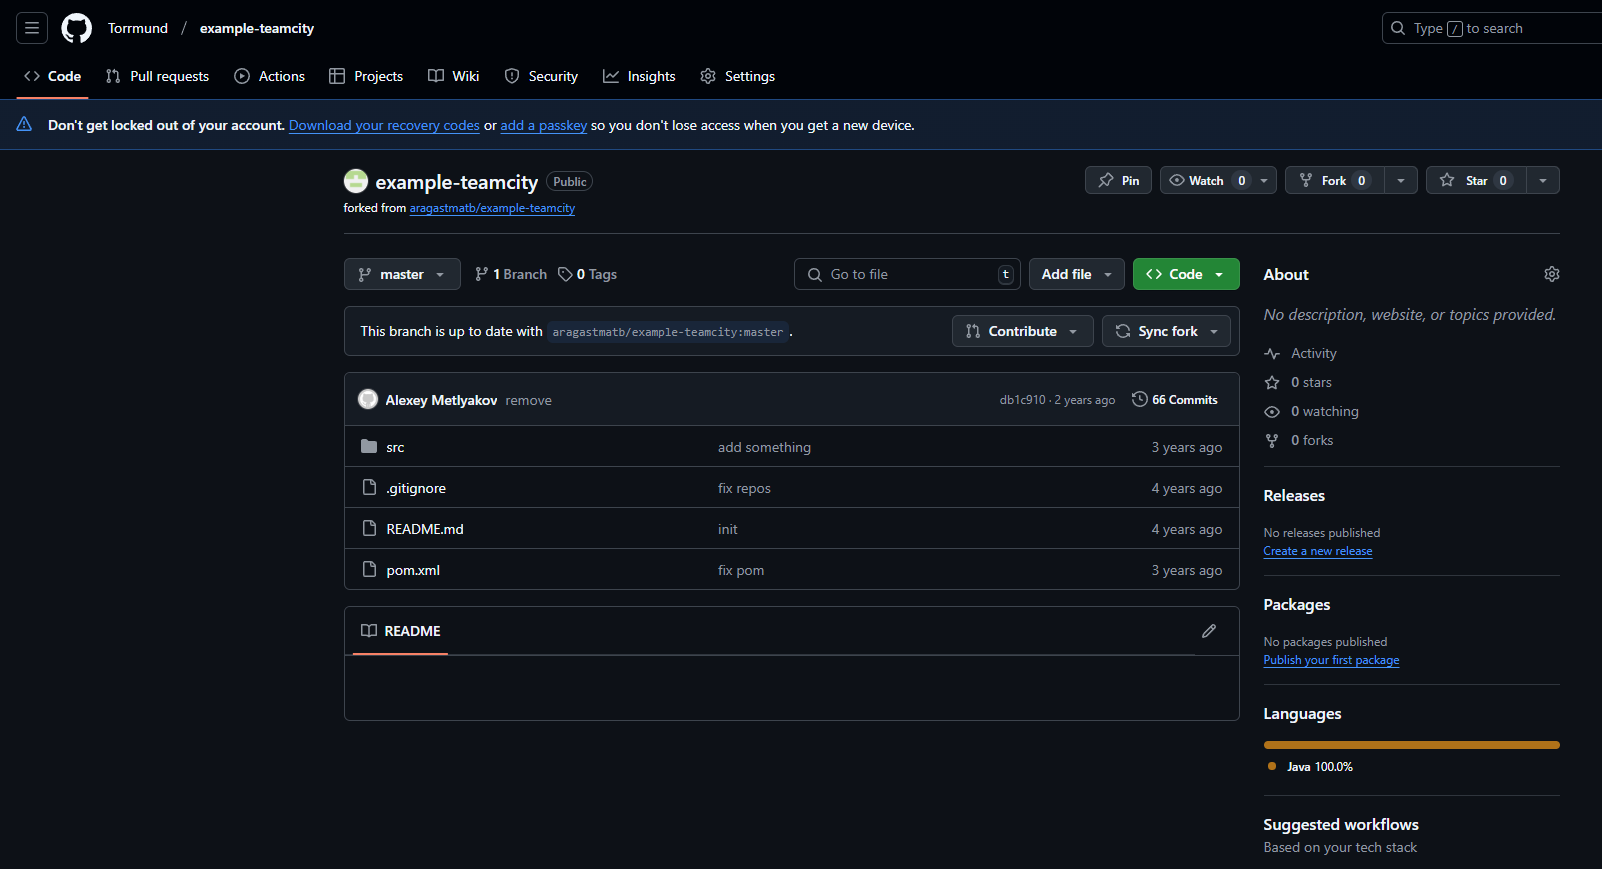 Torrmund / example-teamcity
Type / to search
Code Pull requests Actions Projects Wiki Security Insights Settings
Don't get locked out of your account. Download your recovery codes or add a passkey so you don't lose access when you get a new device.
example-teamcity Public
Pin Watch 0 Fork 0 Star 0
forked from aragastmatb/example-teamcity
master 1 Branch 0 Tags Go to file t Add file Code
This branch is up to date with aragastmatb/example-teamcity:master .
Contribute Sync fork
Alexey Metlyakov remove db1c910 · 2 years ago 66 Commits
src add something 3 years ago
.gitignore fix repos 4 years ago
README.md init 4 years ago
pom.xml fix pom 3 years ago
README
About
No description, website, or topics provided.
Activity
0 stars
0 watching
0 forks
Releases
No releases published
Create a new release
Packages
No packages published
Publish your first package
Languages
Java 100.0%
Suggested workflows
Based on your tech stack